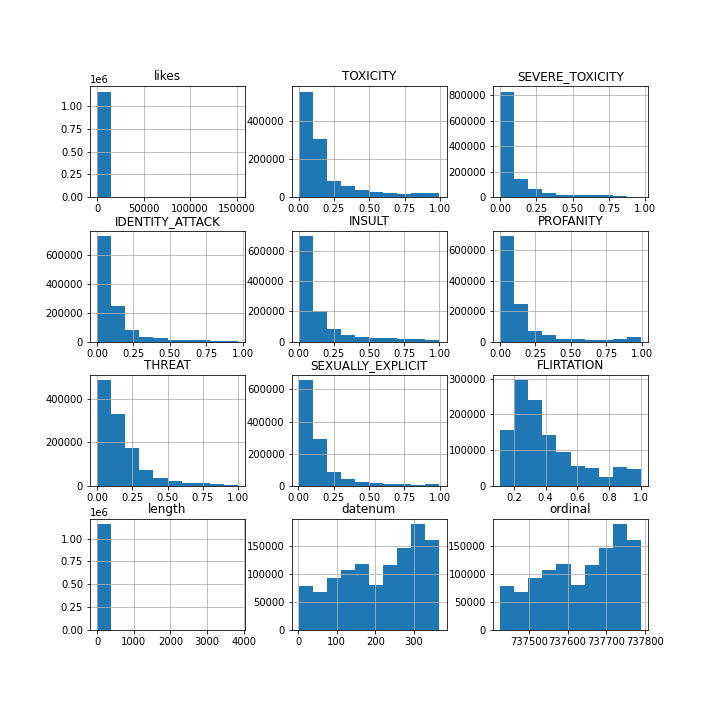 likes TOXICITY SEVERE_TOXICITY
1e6
1.00
0.75
0.50
0.25
0.00
0 50000 100000 150000
400000
200000
0
0.00 0.25 0.50 0.75 1.00
800000
600000
400000
200000
0
0.00 0.25 0.50 0.75 1.00
IDENTITY_ATTACK INSULT PROFANITY
600000
400000
200000
0
0.00 0.25 0.50 0.75 1.00
600000
400000
200000
0
0.00 0.25 0.50 0.75 1.00
600000
400000
200000
0
0.00 0.25 0.50 0.75 1.00
THREAT SEXUALLY_EXPLICIT FLIRTATION
400000
200000
0
0.00 0.25 0.50 0.75 1.00
600000
400000
200000
0
0.00 0.25 0.50 0.75 1.00
300000
200000
100000
0
0.2 0.4 0.6 0.8 1.0
length datenum ordinal
1e6
1.00
0.75
0.50
0.25
0.00
0 1000 2000 3000 4000
150000
100000
50000
0
0 100 200 300
150000
100000
50000
0
737500 737600 737700 737800